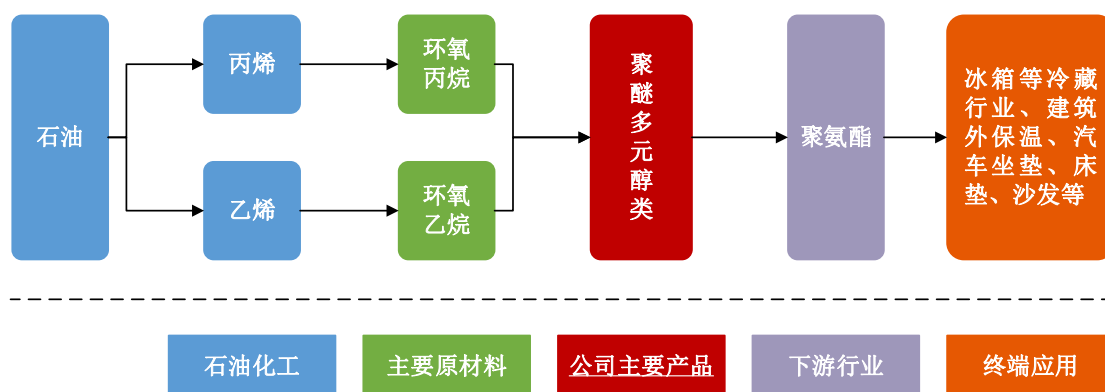 石油
丙烯
乙烯
环氧
丙烷
环氧
乙烷
聚
醚
多
元
醇
类
聚氨酯
冰箱等冷藏
行业、建筑
外保温、汽
车坐垫、床
垫、沙发等
石油化工
主要原材料
公司主要产品
下游行业
终端应用